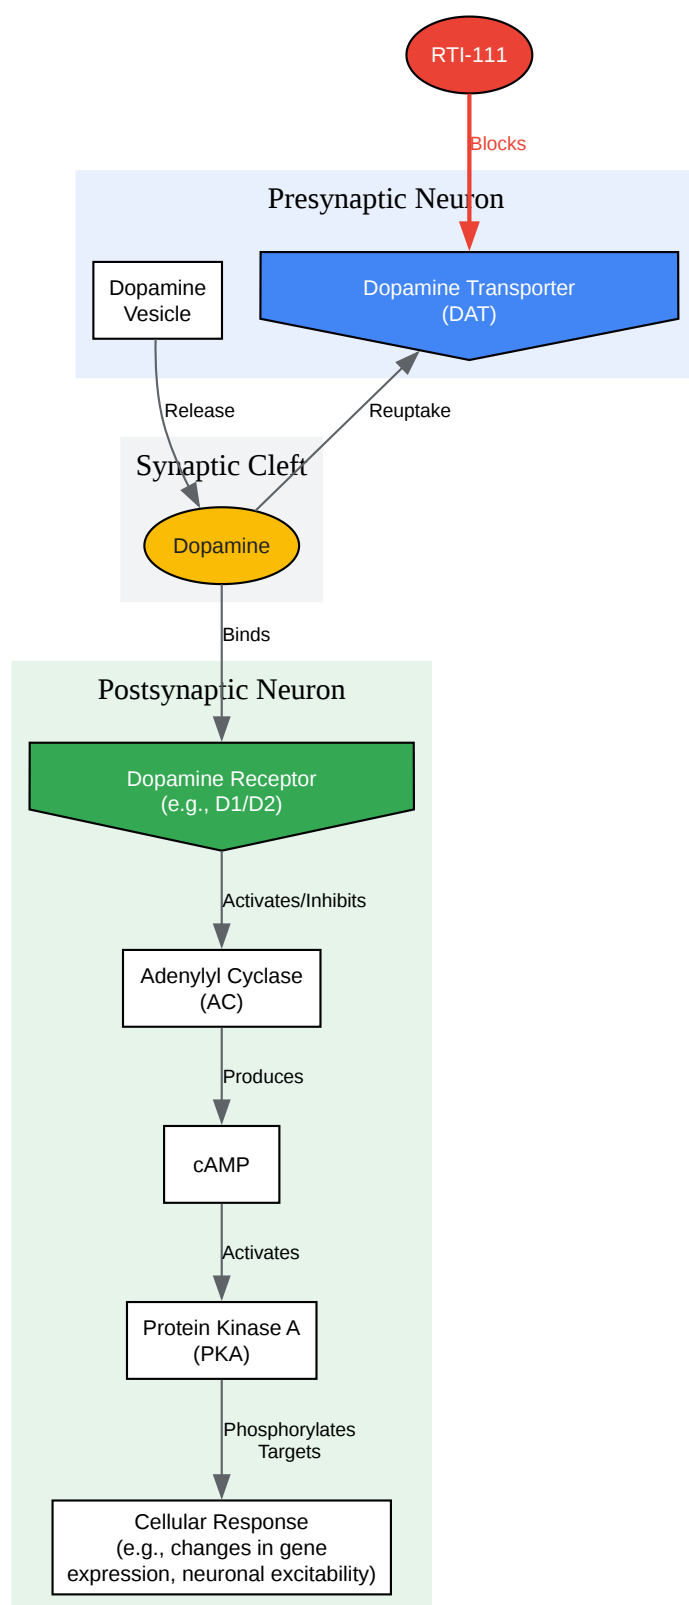 RTI-111
Blocks
Presynaptic Neuron
Dopamine
Vesicle
Dopamine Transporter
(DAT)
Release
Reuptake
Synaptic Cleft
Dopamine
Binds
Postsynaptic Neuron
Dopamine Receptor
(e.g., D1/D2)
Activates/Inhibits
Adenylyl Cyclase
(AC)
Produces
cAMP
Activates
Protein Kinase A
(PKA)
Phosphorylates
Targets
Cellular Response
(e.g., changes in gene
expression, neuronal excitability)